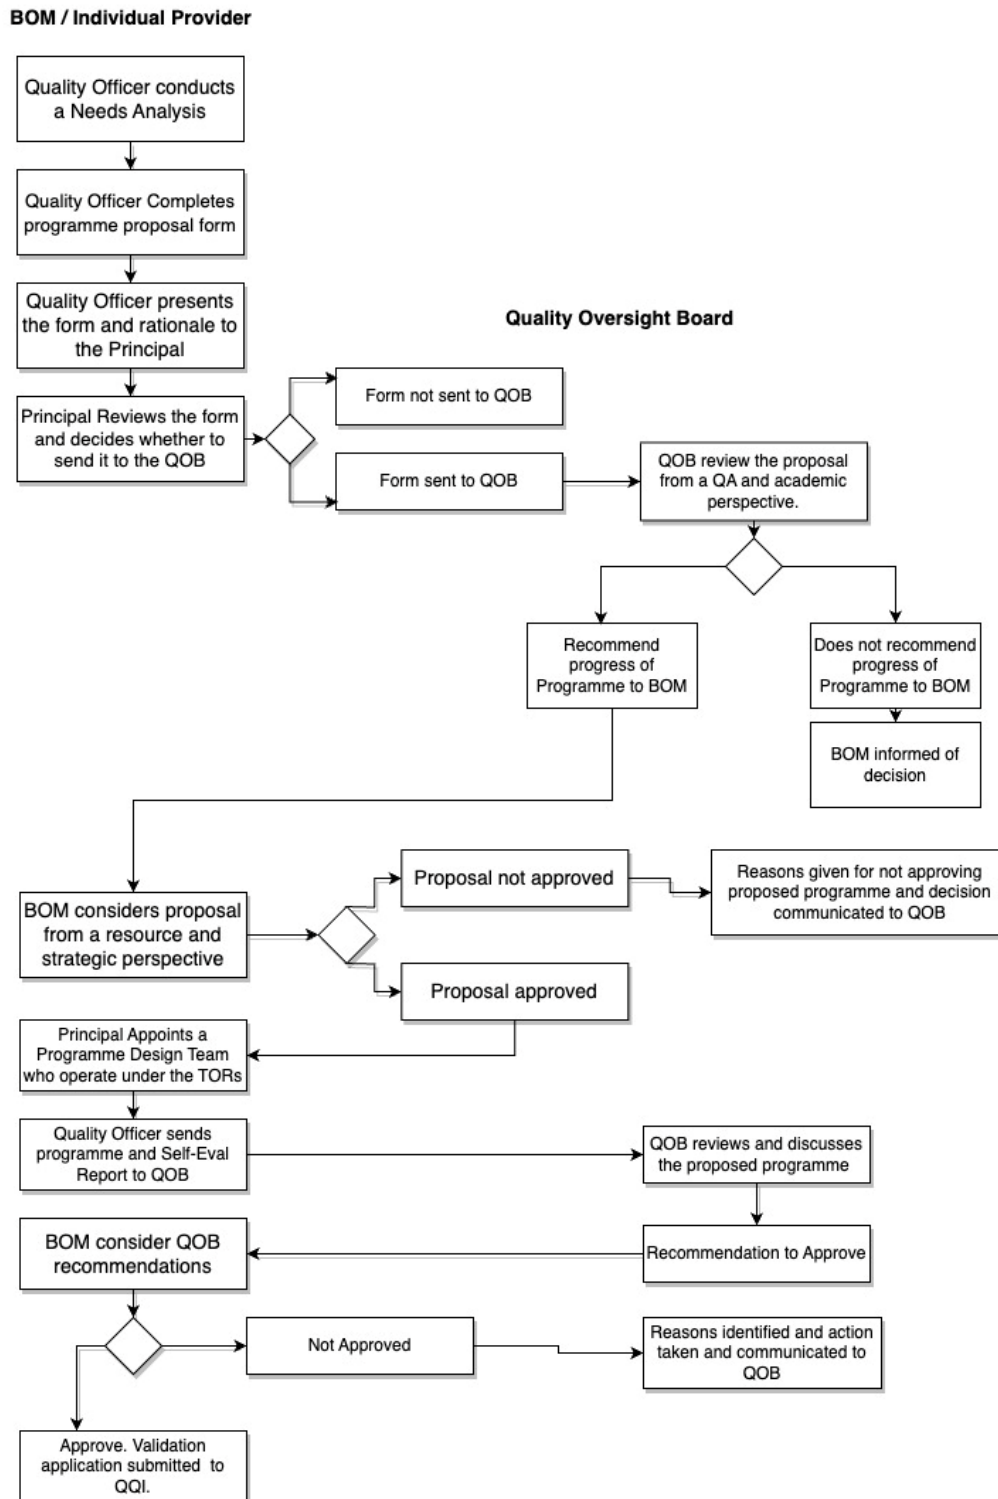 BOM / Individual Provider
Quality Officer conducts
a Needs Analysis
Quality Officer Completes
programme proposal form
Quality Officer presents
the form and rationale to
the Principal
Quality Oversight Board
Principal Reviews the form
and decides whether to
send it to the QOB
Form not sent to QOB
Form sent to QOB
QOB review the proposal
from a QA and academic
perspective.
Recommend
progress of
Programme to BOM
Does not recommend
progress of
Programme to BOM
BOM informed of
decision
BOM considers proposal
from a resource and
strategic perspective
Proposal not approved
Reasons given for not approving
proposed programme and decision
communicated to QOB
Proposal approved
Principal Appoints a
Programme Design Team
who operate under the TORs
Quality Officer sends
programme and Self-Eval
Report to QOB
QOB reviews and discusses
the proposed programme
Recommendation to Approve
BOM consider QOB
recommendations
Not Approved
Reasons identified and action
taken and communicated to
QOB
Approve. Validation
application submitted to
QQI.